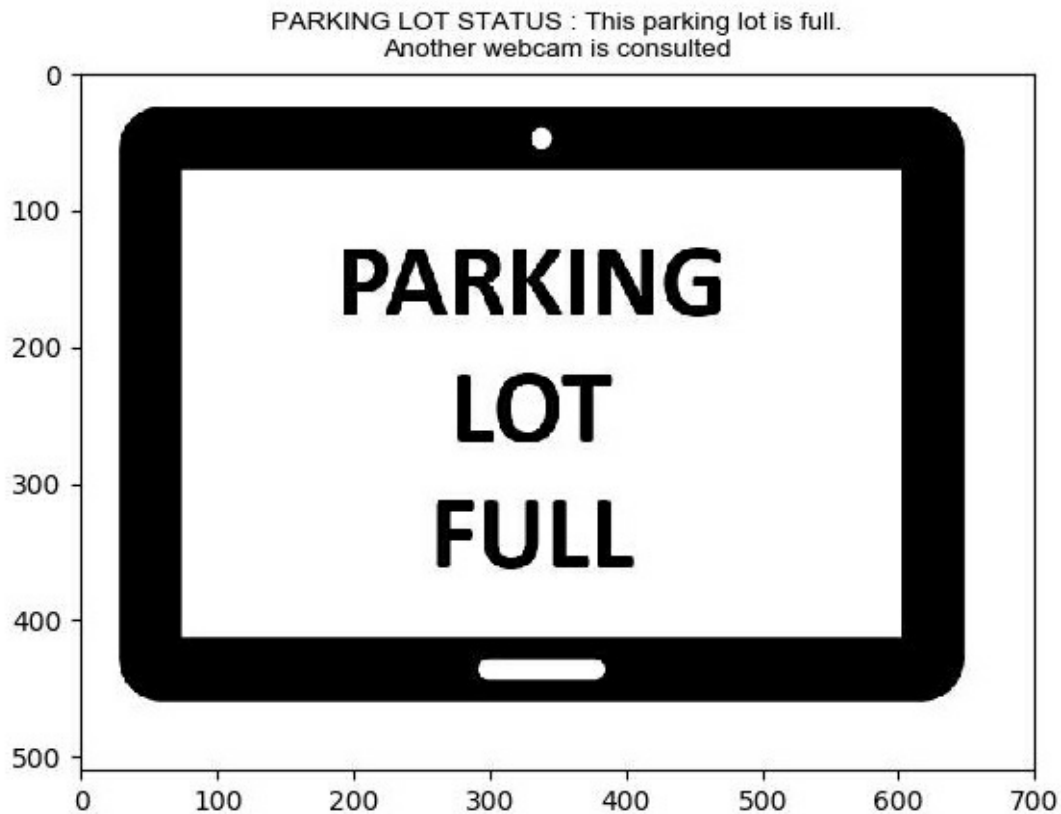 PARKING LOT STATUS : This parking lot is full.
Another webcam is consulted
0
100
200
300
400
500
PARKING
LOT
FULL
0 100 200 300 400 500 600 700